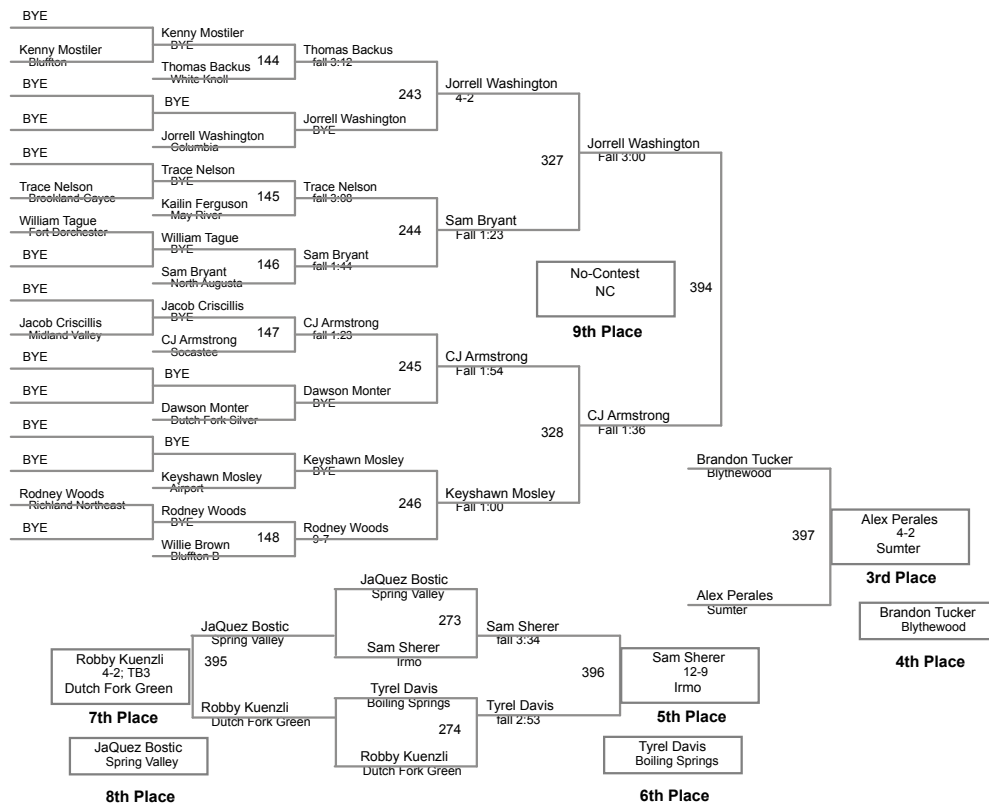 BYE
Kenny Mostiler
Bluffton
BYE
BYE
BYE
Trace Nelson
Brookland-Cayce
William Tague
Fort Dorchester
BYE
BYE
Jacob Criscillis
Midland Valley
BYE
BYE
BYE
BYE
Rodney Woods
Richland Northeast
BYE
Kenny Mostiler
BYE
144
Thomas Backus
White Knoll
BYE
Jorrell Washington
Columbia
Trace Nelson
BYE
145
Kailin Ferguson
May River
William Tague
BYE
146
Sam Bryant
North Augusta
Jacob Criscillis
BYE
147
CJ Armstrong
Socastee
BYE
Dawson Monter
Dutch Fork Silver
BYE
Keyshawn Mosley
Airport
Rodney Woods
BYE
148
Willie Brown
Bluffton B
Thomas Backus
fall 3:12
243
Jorrell Washington
BYE
Trace Nelson
fall 3:08
244
Sam Bryant
fall 1:44
CJ Armstrong
fall 1:23
245
Dawson Monter
BYE
Keyshawn Mosley
BYE
246
Rodney Woods
9-7
Jorrell Washington
4-2
327
Sam Bryant
Fall 1:23
CJ Armstrong
Fall 1:54
328
Keyshawn Mosley
Fall 1:00
Jorrell Washington
Fall 3:00
394
CJ Armstrong
Fall 1:36
No-Contest
NC
9th Place
Brandon Tucker
Blythewood
397
Alex Perales
Sumter
Alex Perales
4-2
Sumter
3rd Place
Brandon Tucker
Blythewood
4th Place
JaQuez Bostic
Spring Valley
273
Sam Sherer
Irmo
Tyrel Davis
Boiling Springs
274
Robby Kuenzli
Dutch Fork Green
JaQuez Bostic
Spring Valley
395
Robby Kuenzli
Dutch Fork Green
Robby Kuenzli
4-2; TB3
Dutch Fork Green
7th Place
JaQuez Bostic
Spring Valley
8th Place
Sam Sherer
fall 3:34
396
Tyrel Davis
fall 2:53
Sam Sherer
12-9
Irmo
5th Place
Tyrel Davis
Boiling Springs
6th Place